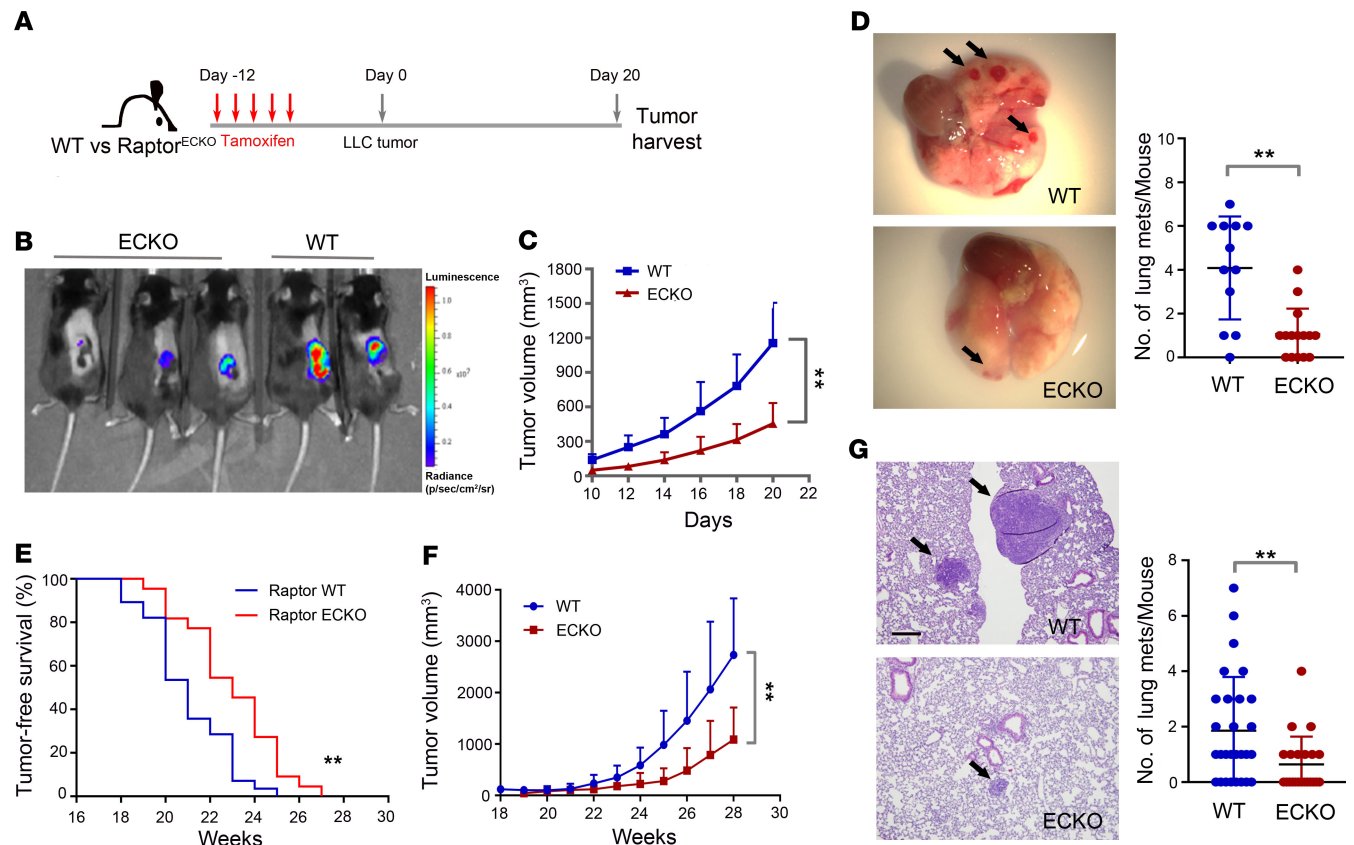 A
Day -12
Day 0
Day 20
WT vs Raptor ECKO Tamoxifen
LLC tumor
Tumor
harvest
B
ECKO
WT
Luminescence
1.0
0.8
0.6
x10⁷
0.4
0.2
Radiance
(p/sec/cm²/sr)
C
Tumor volume (mm³)
1800
1500
1200
900
600
300
0
WT
ECKO
**
10 12 14 16 18 20 22
Days
D
WT
ECKO
No. of lung mets/Mouse
10
8
6
4
2
0
**
WT ECKO
E
Tumor-free survival (%)
100
80
60
40
20
0
Raptor WT
Raptor ECKO
**
16 18 20 22 24 26 28 30
Weeks
F
Tumor volume (mm³)
4000
3000
2000
1000
0
WT
ECKO
**
18 20 22 24 26 28 30
Weeks
G
WT
ECKO
No. of lung mets/Mouse
8
6
4
2
0
**
WT ECKO